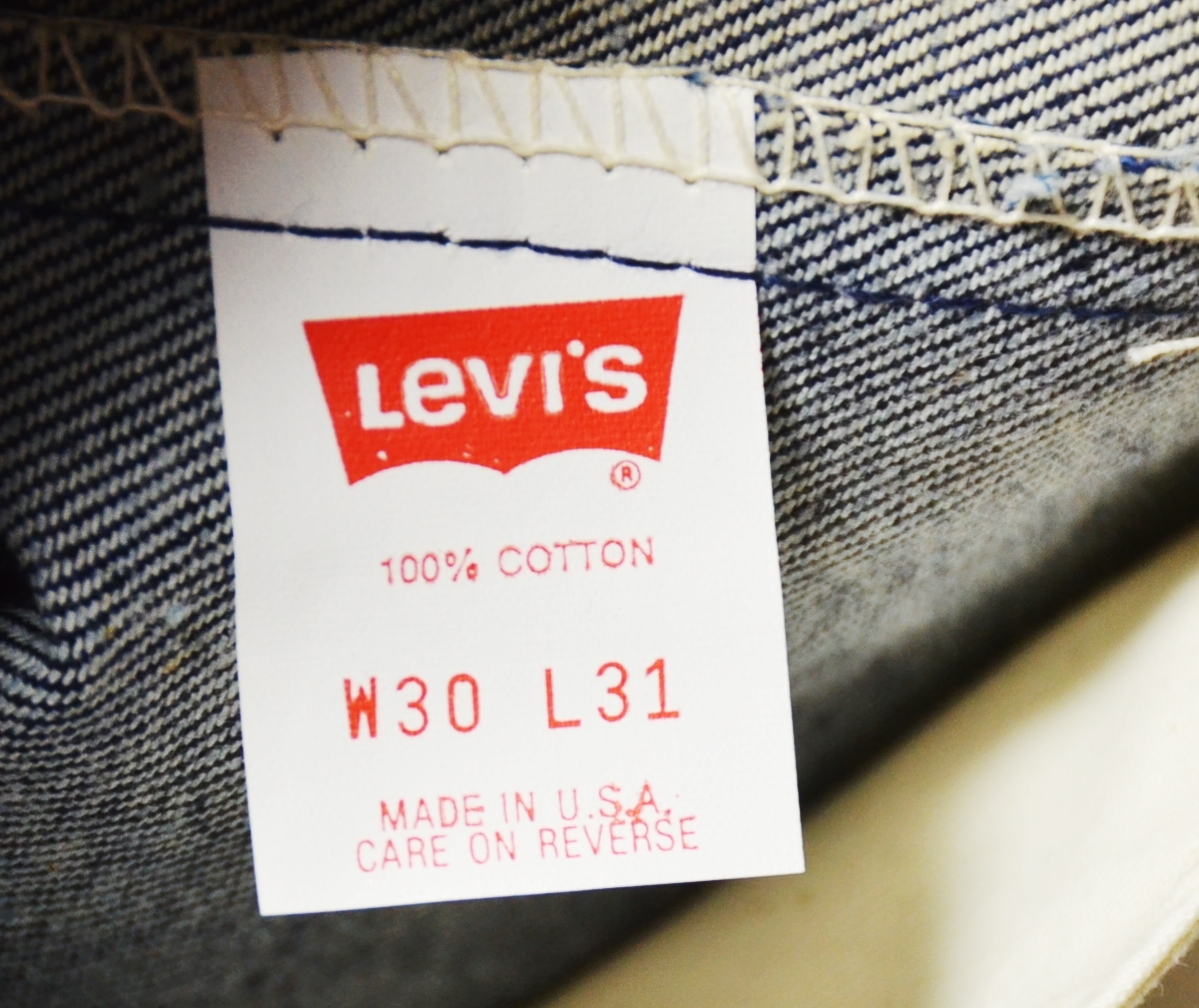 Levi's
®
100% COTTON
W30 L31
MADE IN U.S.A.
CARE ON REVERSE